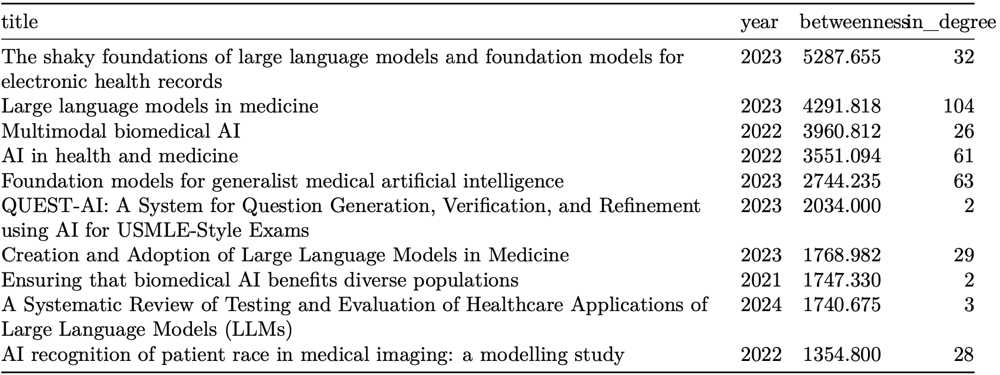 title year betweenness in_degree
The shaky foundations of large language models and foundation models for 2023 5287.655 32
electronic health records
Large language models in medicine 2023 4291.818 104
Multimodal biomedical AI 2022 3960.812 26
AI in health and medicine 2022 3551.094 61
Foundation models for generalist medical artificial intelligence 2023 2744.235 63
QUEST-AI: A System for Question Generation, Verification, and Refinement 2023 2034.000 2
using AI for USMLE-Style Exams
Creation and Adoption of Large Language Models in Medicine 2023 1768.982 29
Ensuring that biomedical AI benefits diverse populations 2021 1747.330 2
A Systematic Review of Testing and Evaluation of Healthcare Applications of 2024 1740.675 3
Large Language Models (LLMs)
AI recognition of patient race in medical imaging: a modelling study 2022 1354.800 28